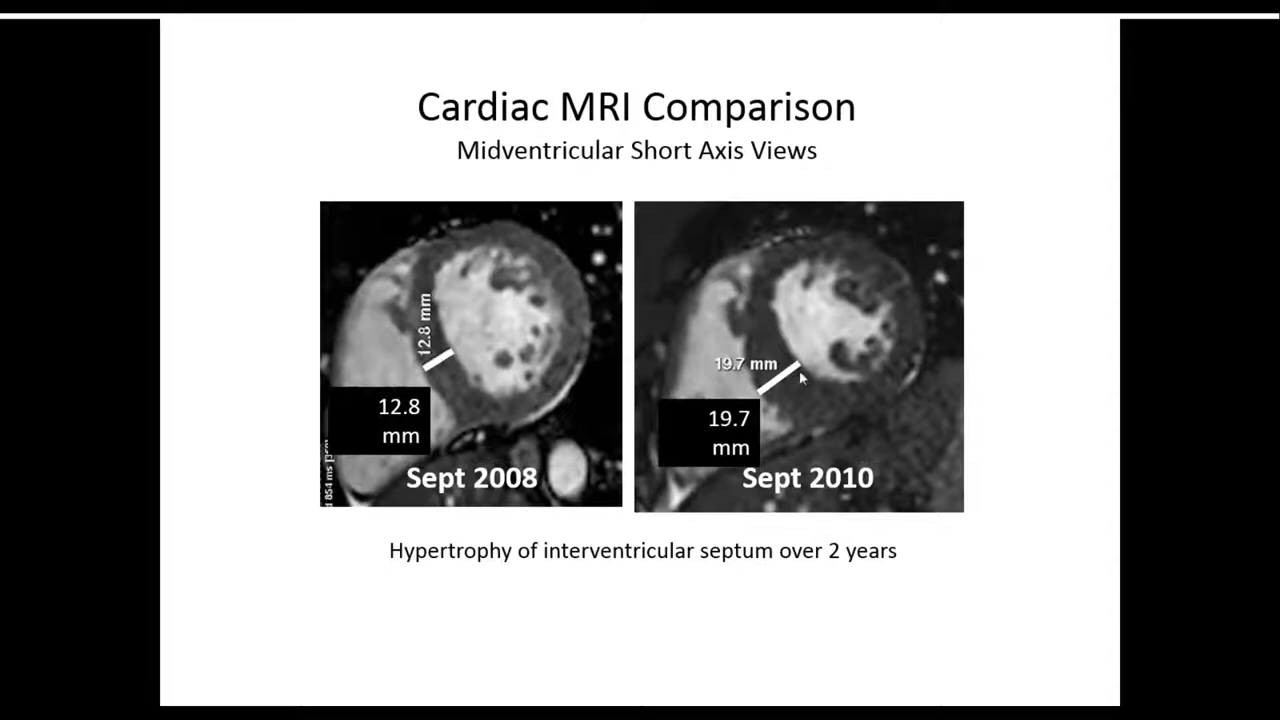 Cardiac MRI Comparison
Midventricular Short Axis Views
12.8 mm
12.8
mm
Sept 2008
19.7 mm
19.7
mm
Sept 2010
Hypertrophy of interventricular septum over 2 years